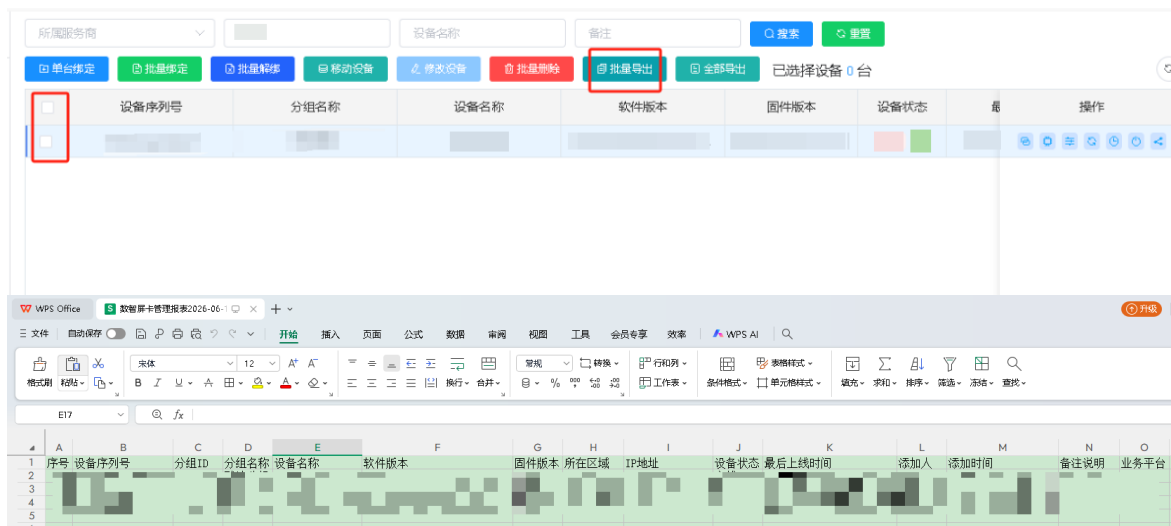 所属服务商 设备名称 备注 搜索 重置
单台绑定 批量绑定 批量解绑 移动设备 修改设备 批量删除 批量导出 全部导出 已选择设备 0 台
设备序列号 分组名称 设备名称 软件版本 固件版本 设备状态 操作
WPS Office 数智屏卡管理报表2026-06-1 升级
文件 自动保存 开始 插入 页面 公式 数据 审阅 视图 工具 会员专享 效率 WPS AI
宋体 12 A+ A- 常规 转换 行和列 表格样式
格式刷 粘贴 B I U A A 换行 合并 % 工作表 条件格式 单元格样式 填充 求和 排序 筛选 冻结 查找
E17 fx
A B C D E F G H I J K L M N O
1 序号 设备序列号 分组ID 分组名称 设备名称 软件版本 固件版本 所在区域 IP地址 设备状态 最后上线时间 添加人 添加时间 备注说明 业务平台
2
3
4
5